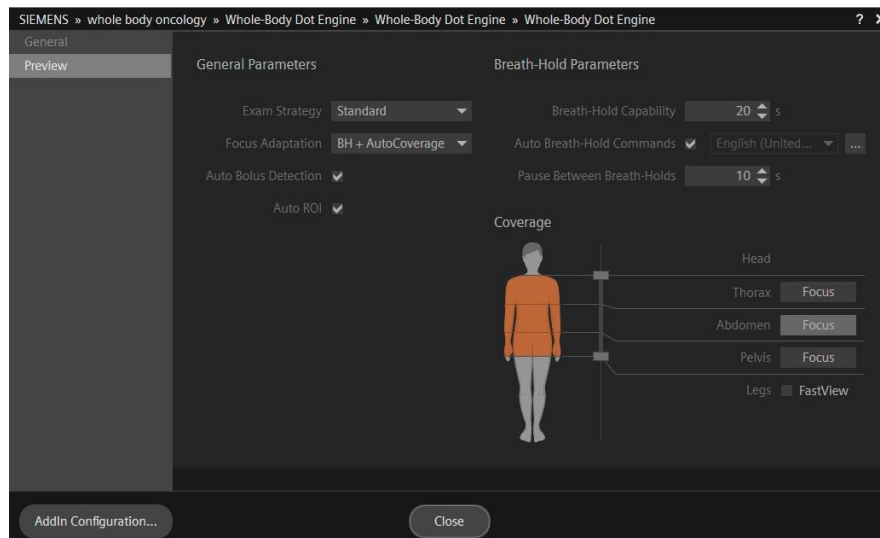 SIEMENS » whole body oncology » Whole-Body Dot Engine » Whole-Body Dot Engine » Whole-Body Dot Engine ?
General
Preview
General Parameters
Exam Strategy Standard
Focus Adaptation BH + AutoCoverage
Auto Bolus Detection
Auto ROI
Breath-Hold Parameters
Breath-Hold Capability 20 s
Auto Breath-Hold Commands English (United... ...
Pause Between Breath-Holds 10 s
Coverage
Head
Thorax Focus
Abdomen Focus
Pelvis Focus
Legs FastView
AddIn Configuration...
Close